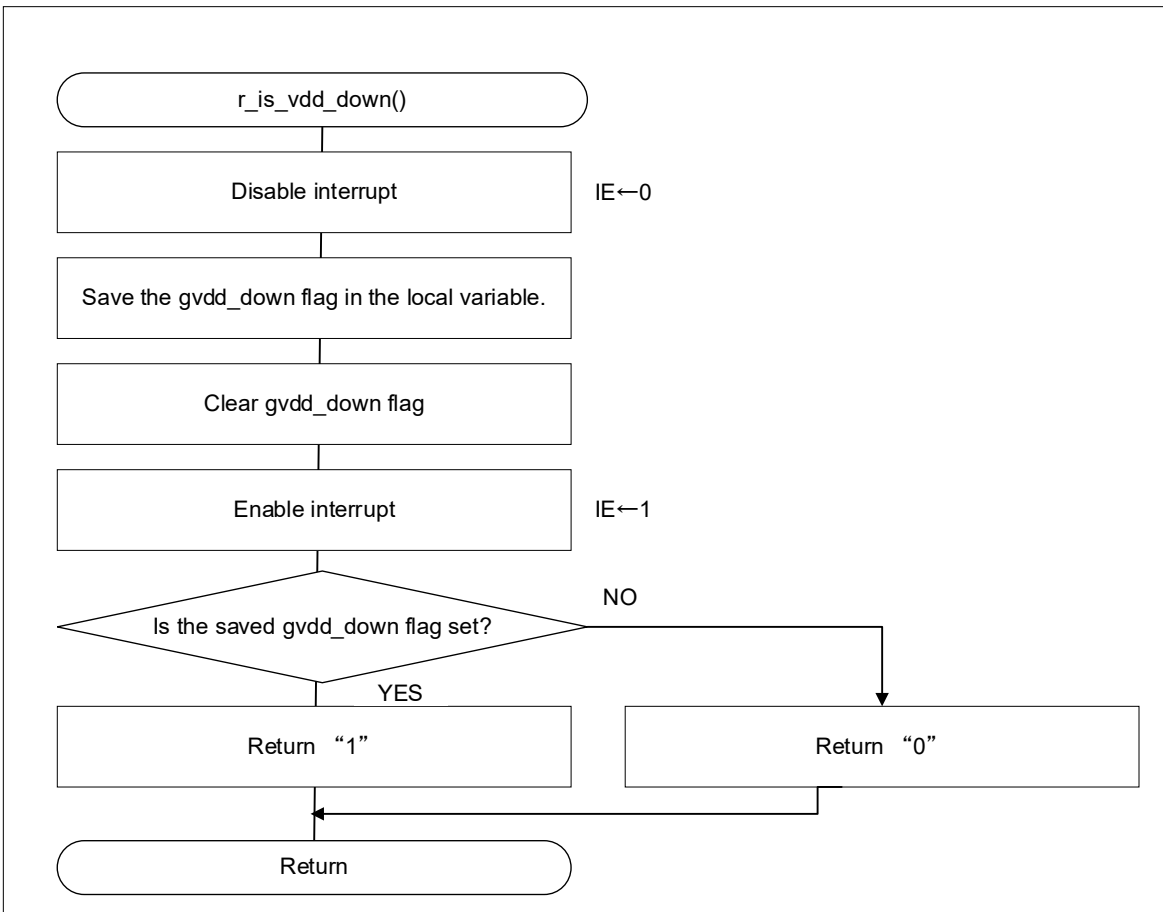 r_is_vdd_down()
Disable interrupt
IE←0
Save the gvdd_down flag in the local variable.
Clear gvdd_down flag
Enable interrupt
IE←1
NO
Is the saved gvdd_down flag set?
YES
Return “1”
Return “0”
Return